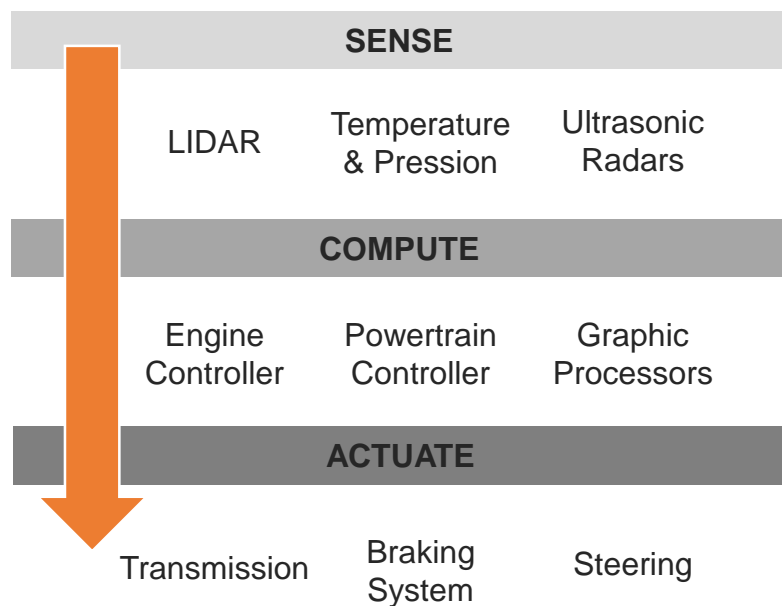 SENSE
LIDAR
Temperature
& Pression
Ultrasonic
Radars
COMPUTE
Engine
Controller
Powertrain
Controller
Graphic
Processors
ACTUATE
Transmission
Braking
System
Steering